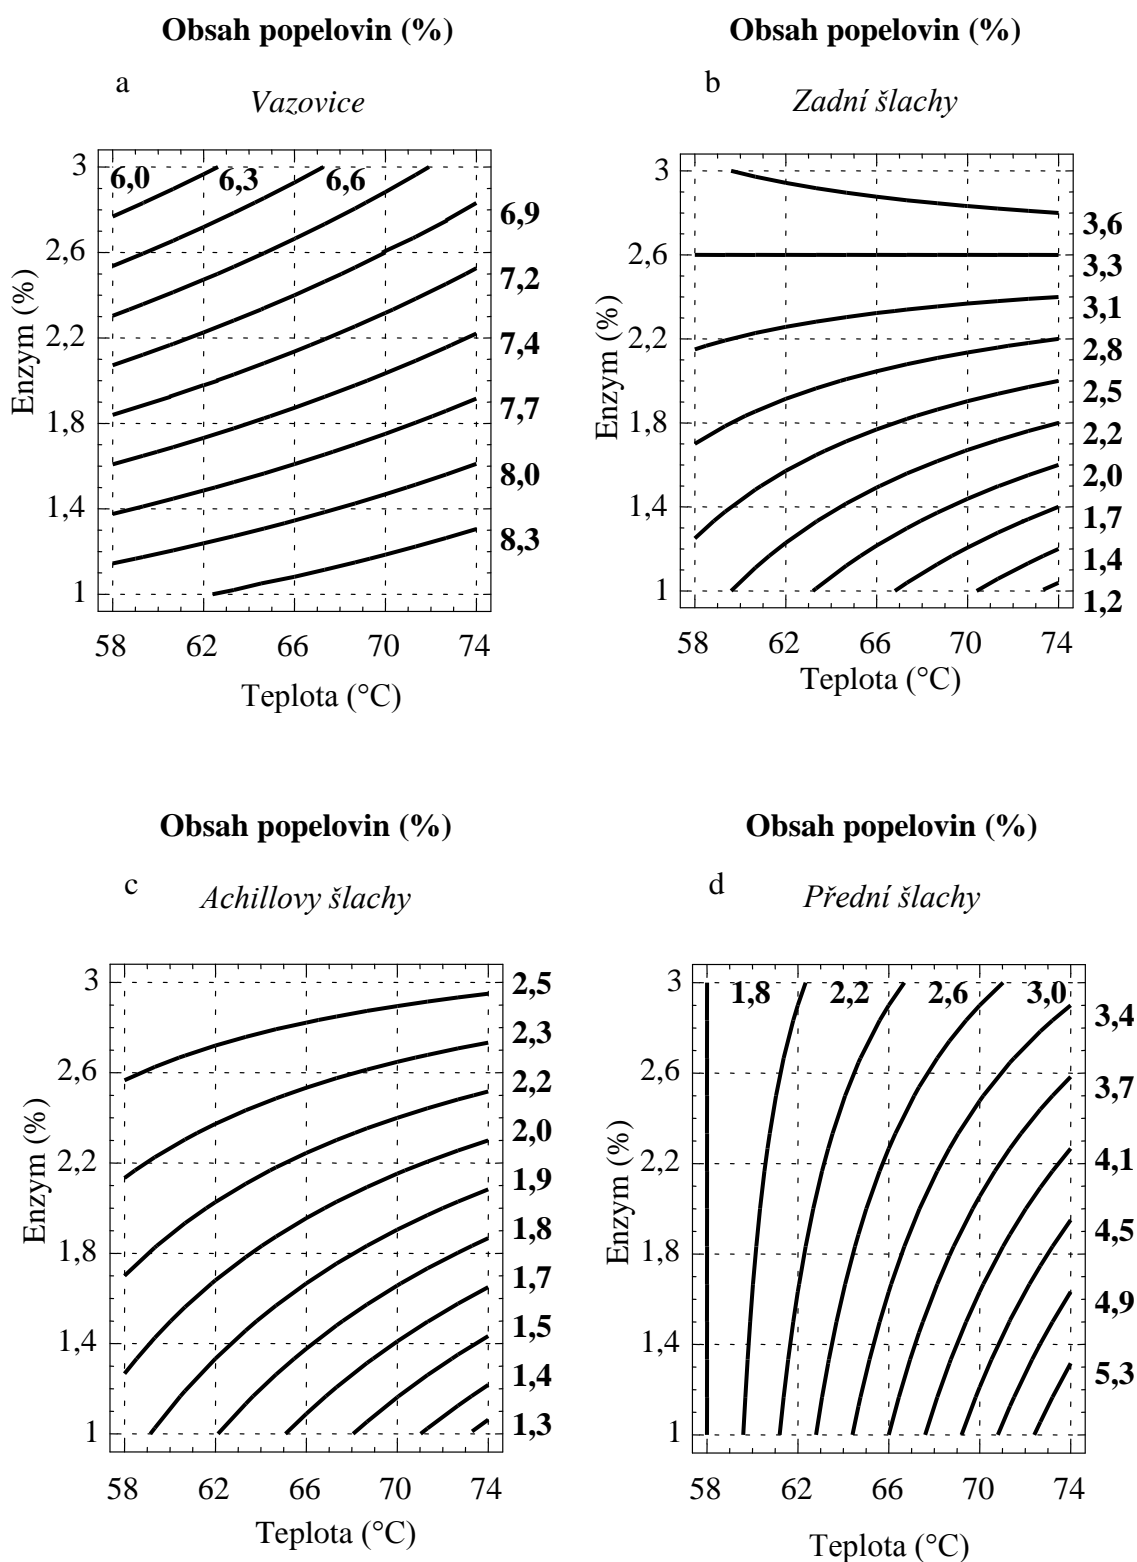 Obsah popelovin (%)
a
Vazovice
6,0
6,3
6,6
6,9
7,2
7,4
7,7
8,0
8,3
3
2,6
2,2
1,8
1,4
1
Enzym (%)
58 62 66 70 74
Teplota (°C)
Obsah popelovin (%)
b
Zadní šlachy
3,6
3,3
3,1
2,8
2,5
2,2
2,0
1,7
1,4
1,2
3
2,6
2,2
1,8
1,4
1
Enzym (%)
58 62 66 70 74
Teplota (°C)
Obsah popelovin (%)
c
Achillovy šlachy
2,5
2,3
2,2
2,0
1,9
1,8
1,7
1,5
1,4
1,3
3
2,6
2,2
1,8
1,4
1
Enzym (%)
58 62 66 70 74
Teplota (°C)
Obsah popelovin (%)
d
Přední šlachy
1,8
2,2
2,6
3,0
3,4
3,7
4,1
4,5
4,9
5,3
3
2,6
2,2
1,8
1,4
1
Enzym (%)
58 62 66 70 74
Teplota (°C)